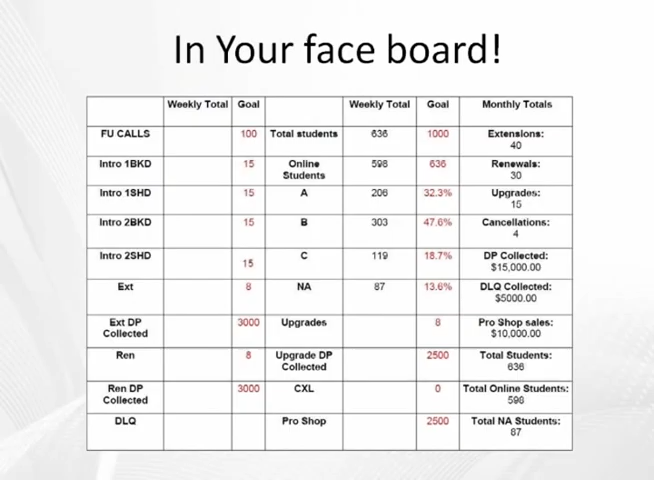 In Your face board!
Weekly Total Goal Weekly Total Goal Monthly Totals
FU CALLS 100 Total students 636 1000 Extensions: 40
Intro 1BKD 15 Online Students 598 636 Renewals: 30
Intro 1SHD 15 A 206 32.3% Upgrades: 15
Intro 2BKD 15 B 303 47.6% Cancellations: 4
Intro 2SHD 15 C 119 18.7% DP Collected: $15,000.00
Ext 8 NA 87 13.6% DLQ Collected: $5000.00
Ext DP Collected 3000 Upgrades 8 Pro Shop sales: $10,000.00
Ren 8 Upgrade DP Collected 2500 Total Students: 636
Ren DP Collected 3000 CXL 0 Total Online Students: 598
DLQ Pro Shop 2500 Total NA Students: 87